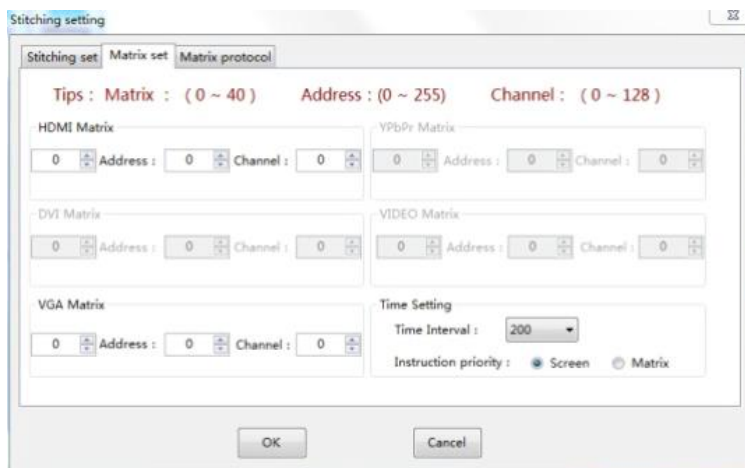 Stitching setting
Stitching set Matrix set Matrix protocol
Tips : Matrix : ( 0 ~ 40 ) Address : (0 ~ 255) Channel : ( 0 ~ 128 )
HDMI Matrix
0 Address : 0 Channel : 0
YPbPr Matrix
0 Address : 0 Channel : 0
DVI Matrix
0 Address : 0 Channel : 0
VIDEO Matrix
0 Address : 0 Channel : 0
VGA Matrix
0 Address : 0 Channel : 0
Time Setting
Time Interval : 200
Instruction priority : Screen Matrix
OK Cancel